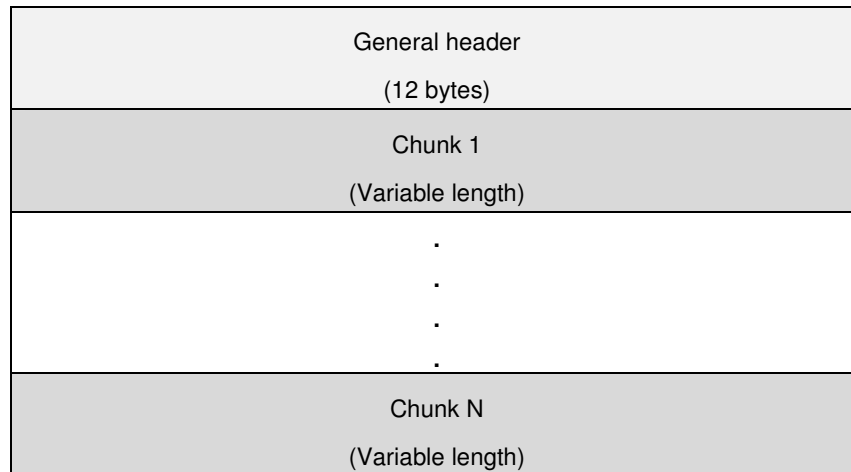 General header
(12 bytes)
Chunk 1
(Variable length)
.
.
.
.
Chunk N
(Variable length)